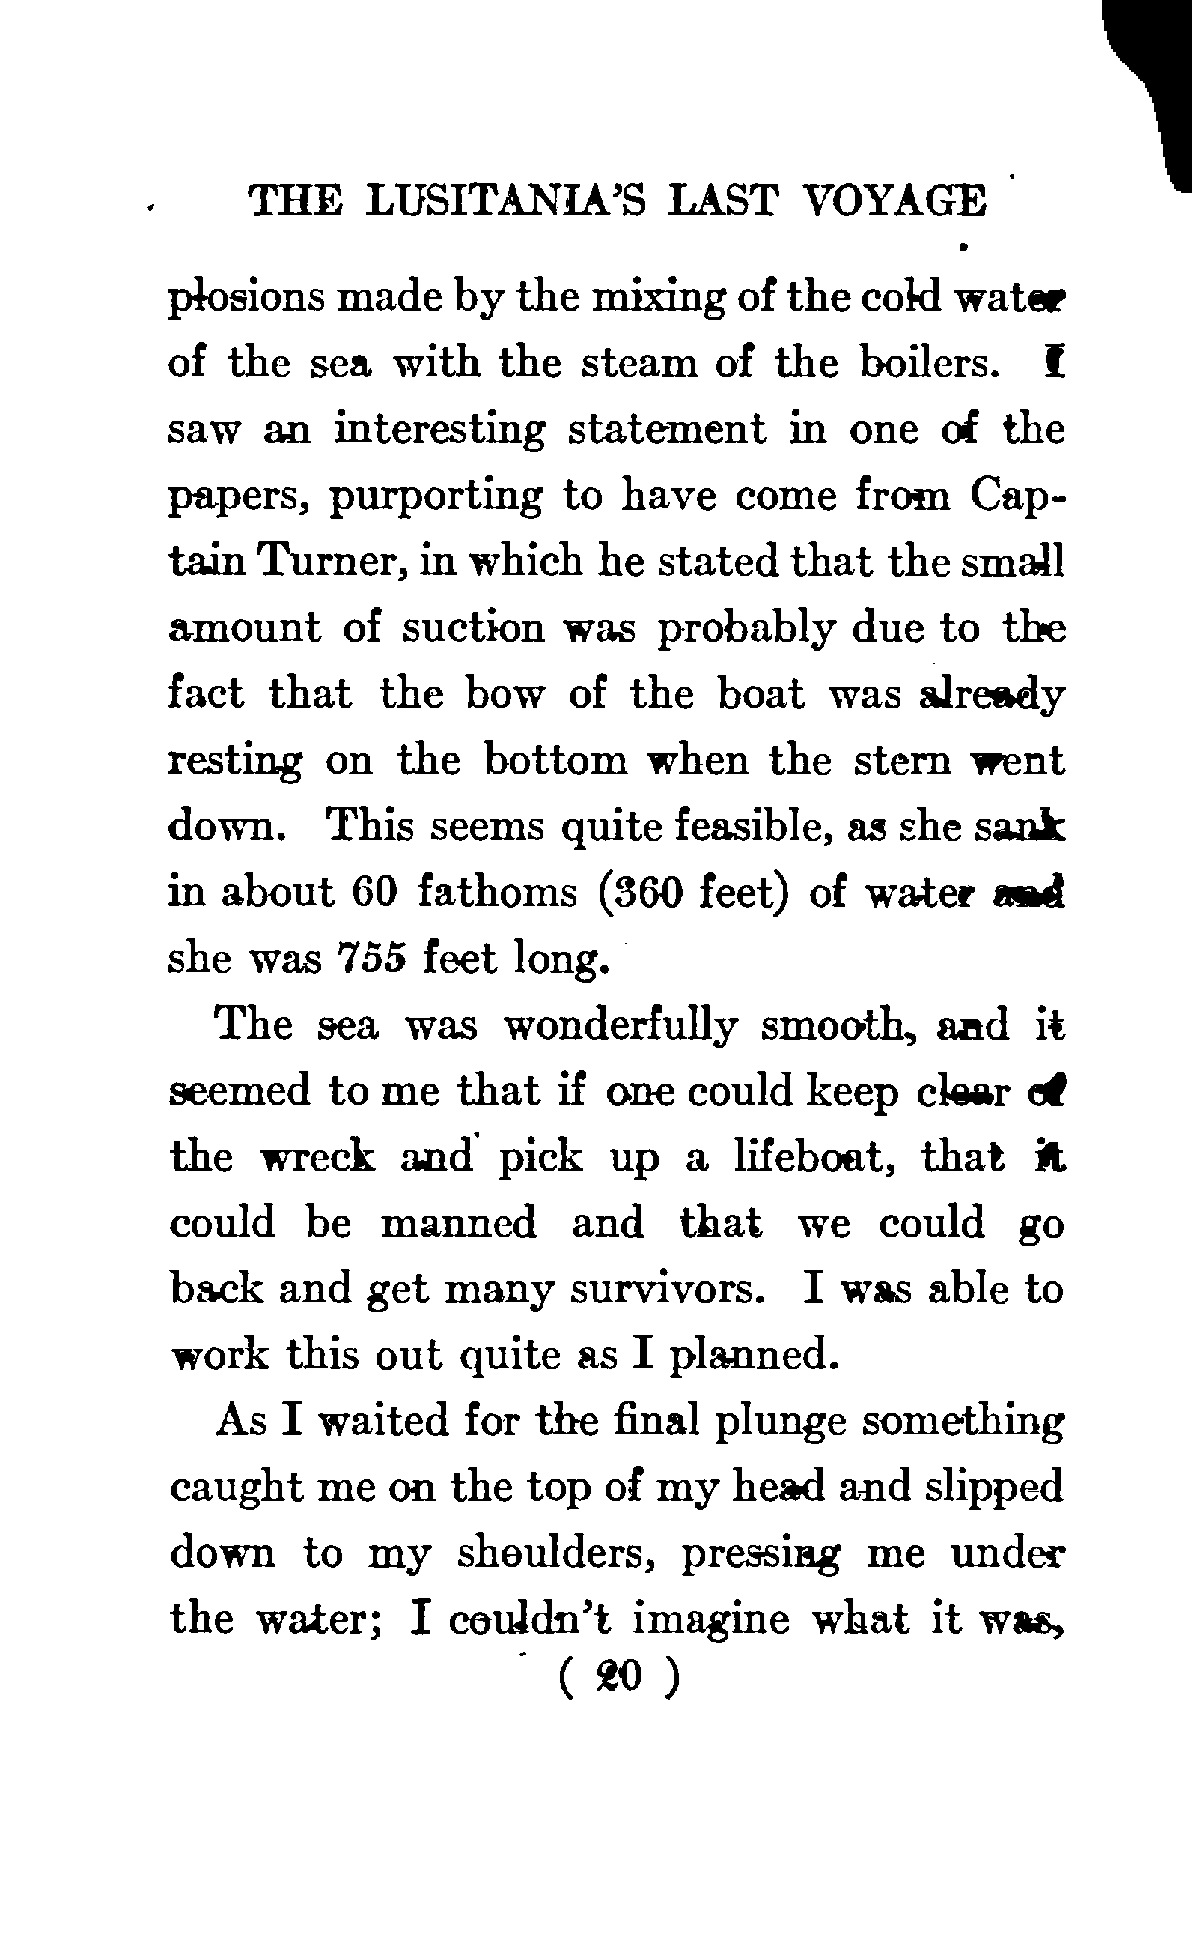 THE LUSITANIA'S LAST VOYAGE
plosions made by the mixing of the cold water
of the sea with the steam of the boilers. I
saw an interesting statement in one of the
papers, purporting to have come from Cap-
tain Turner, in which he stated that the small
amount of suction was probably due to the
fact that the bow of the boat was already
resting on the bottom when the stern went
down. This seems quite feasible, as she sank
in about 60 fathoms (360 feet) of water and
she was 755 feet long.
The sea was wonderfully smooth, and it
seemed to me that if one could keep clear of
the wreck and pick up a lifeboat, that it
could be manned and that we could go
back and get many survivors. I was able to
work this out quite as I planned.
As I waited for the final plunge something
caught me on the top of my head and slipped
down to my shoulders, pressing me under
the water; I couldn't imagine what it was,
( 20 )